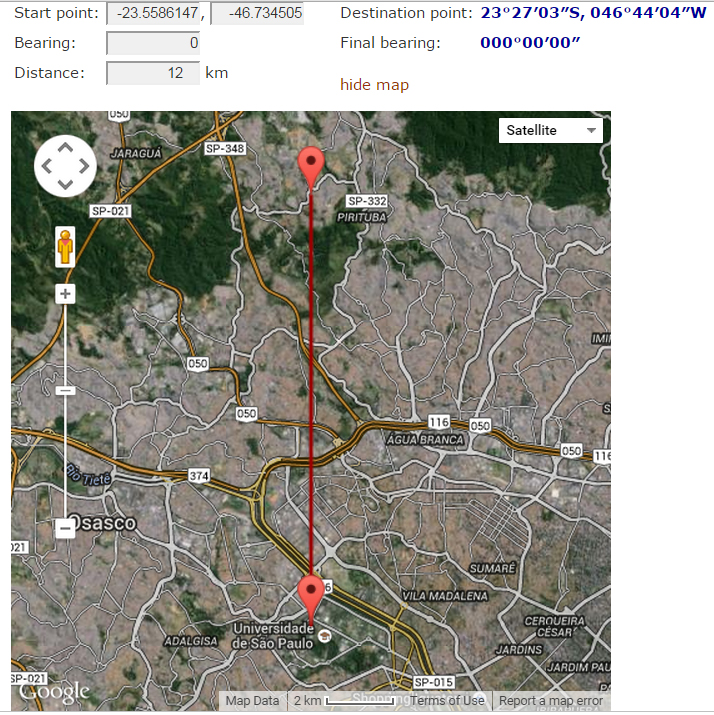 Start point: -23.5586147, -46.734505 Destination point: 23°27′03″S, 046°44′04″W
Bearing: 0 Final bearing: 000°00′00″
Distance: 12 km
hide map
050
Satellite
SP-348
JARAGUÁ
SP-332
SP-021
PIRITUBA
050
050
116
050
ÁGUA BRANCA
050
116
374
Rio Tietê
Osasco
021
SUMARÉ
VILA MADALENA
Universidade
de São Paulo
CERQUEIRA
CÉSAR
ADALGISA
JARDINS
JARDIM PAU
SP-021
SP-015
Google
Map Data 2 km Terms of Use Report a map error